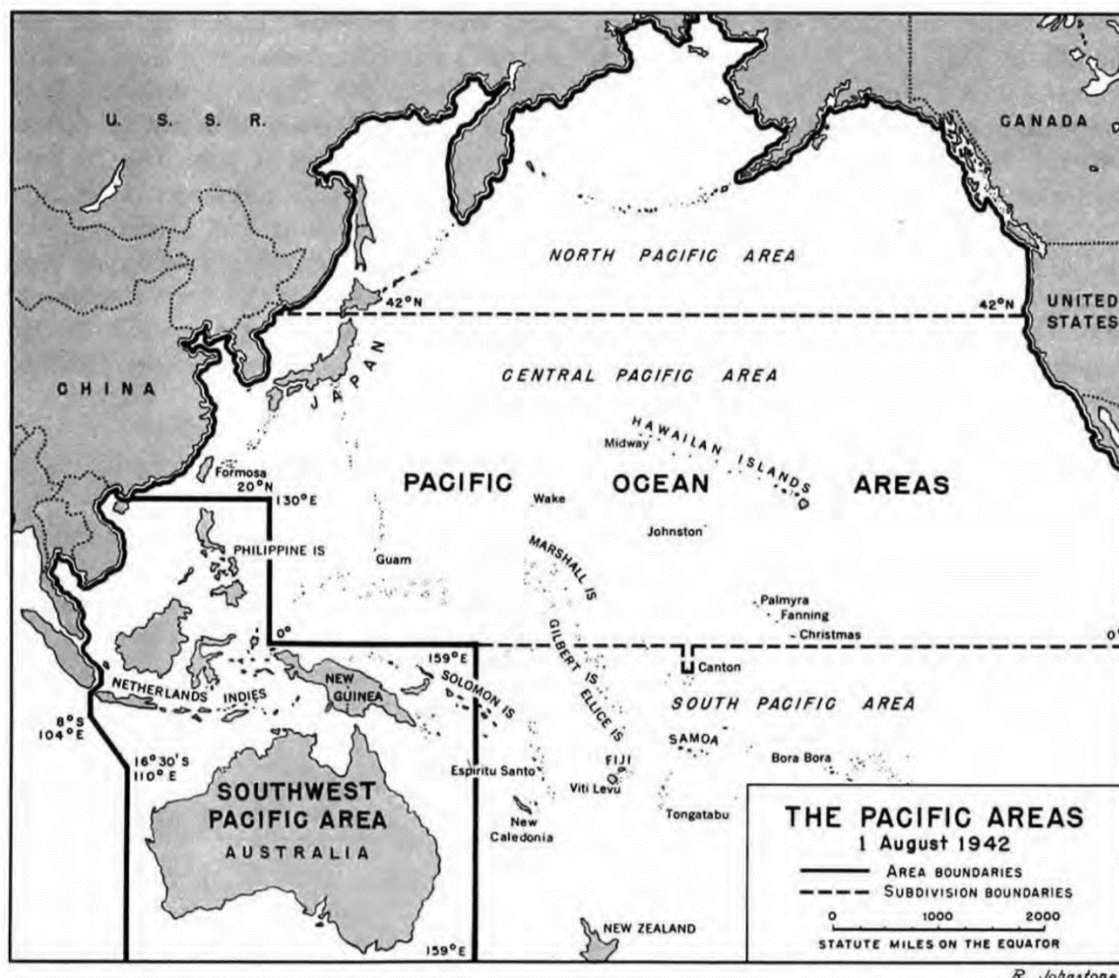 U. S. S. R.
CANADA
NORTH PACIFIC AREA
42°N
42°N
UNITED
STATES
CHINA
JAPAN
CENTRAL PACIFIC AREA
HAWAIIAN ISLANDS
Midway
Formosa
20°N
130°E
PACIFIC OCEAN AREAS
Wake
Johnston
PHILIPPINE IS
Guam
MARSHALL IS
Palmyra
Fanning
Christmas
0°
0°
159°E
Canton
GILBERT IS
ELLICE IS
NEW
GUINEA
SOLOMON IS
NETHERLANDS INDIES
SOUTH PACIFIC AREA
8°S
104°E
SAMOA
16°30'S
110°E
Espiritu Santo
FIJI
Bora Bora
Viti Levu
SOUTHWEST
PACIFIC AREA
AUSTRALIA
New
Caledonia
Tongatabu
NEW ZEALAND
159°E
THE PACIFIC AREAS
1 August 1942
AREA BOUNDARIES
SUBDIVISION BOUNDARIES
0 1000 2000
STATUTE MILES ON THE EQUATOR
R. Johnstone